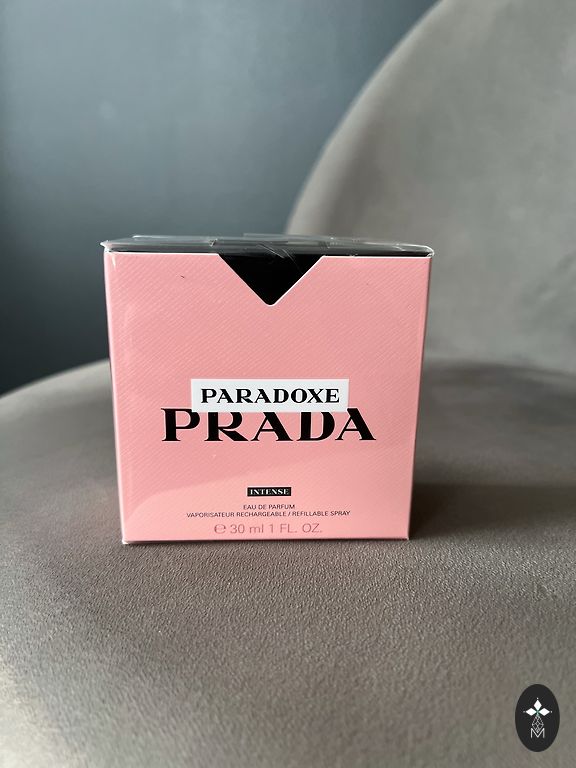 PARADOXE
PRADA
INTENSE
EAU DE PARFUM
VAPORISATEUR RECHARGEABLE / REFILLABLE SPRAY
℮ 30 ml 1 FL. OZ.
M